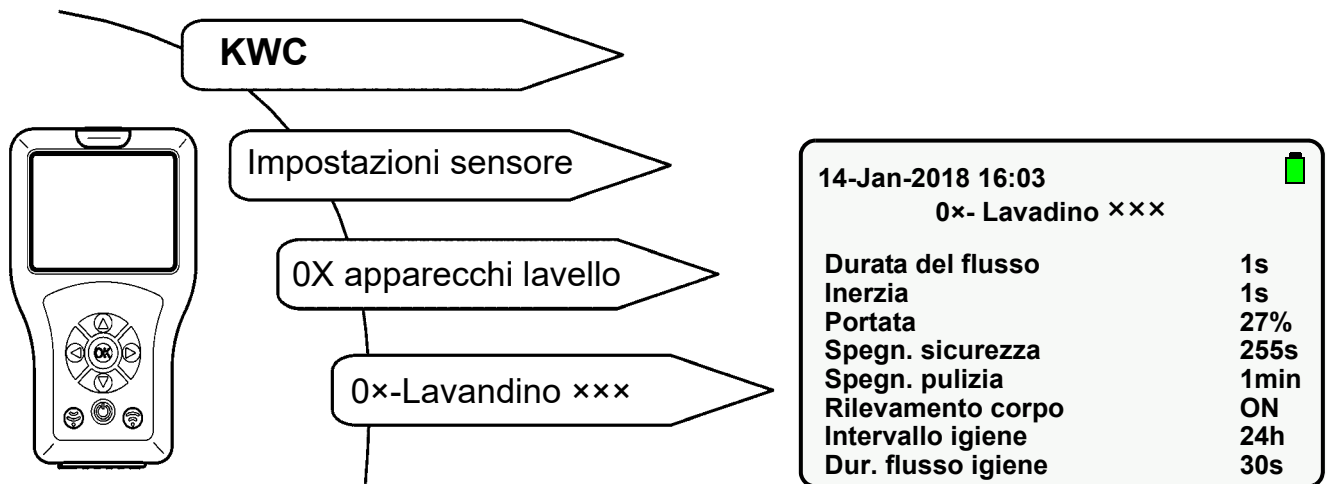 KWC
Impostazioni sensore
0X apparecchi lavello
0×-Lavandino ×××
OK
14-Jan-2018 16:03
0×- Lavadino ×××
Durata del flusso 1s
Inerzia 1s
Portata 27%
Spegn. sicurezza 255s
Spegn. pulizia 1min
Rilevamento corpo ON
Intervallo igiene 24h
Dur. flusso igiene 30s